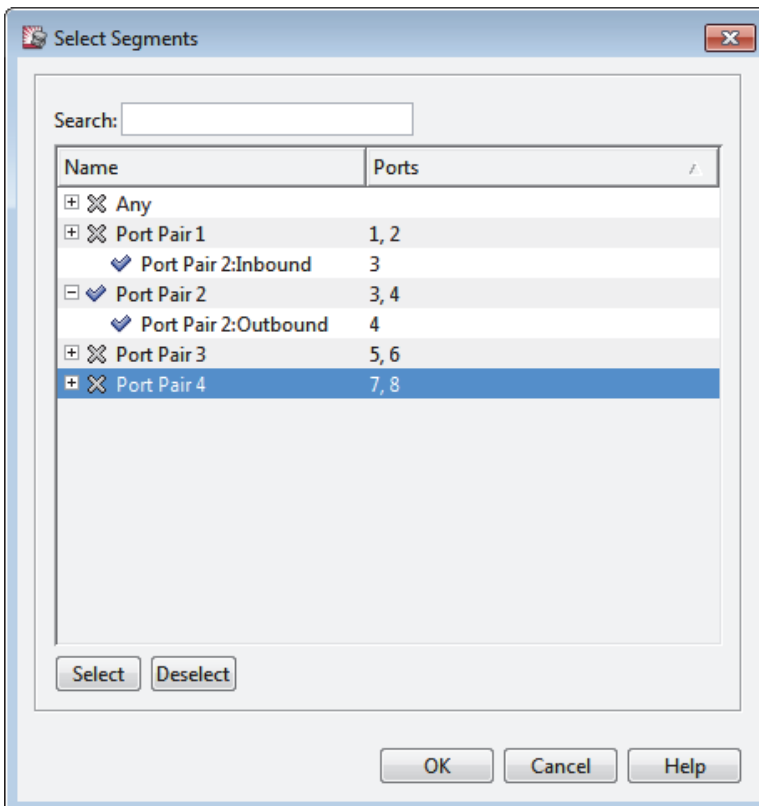 Select Segments
Search:
Name Ports
Any
Port Pair 1 1, 2
Port Pair 2:Inbound 3
Port Pair 2 3, 4
Port Pair 2:Outbound 4
Port Pair 3 5, 6
Port Pair 4 7, 8
Select Deselect
OK Cancel Help